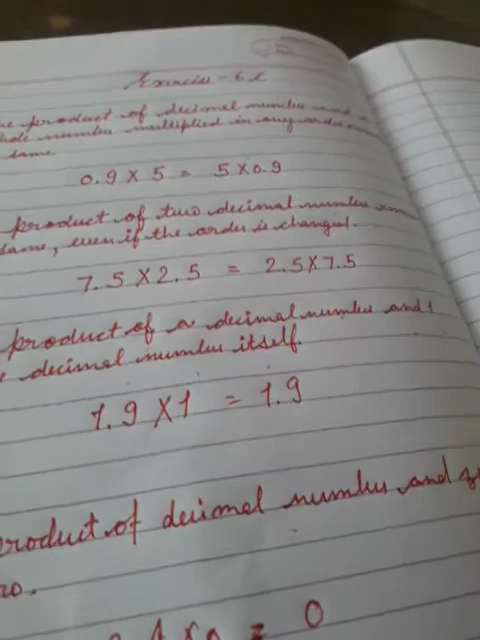 Exercise - 6 C
product of decimal number and
number multiplied in any order
same
0.9 X 5 = 5 X 0.9
product of two decimal number
same, even if the order is changed.
7.5 X 2.5 = 2.5 X 7.5
product of a decimal number and 1
decimal number itself.
1.9 X 1 = 1.9
product of decimal number and
= 0